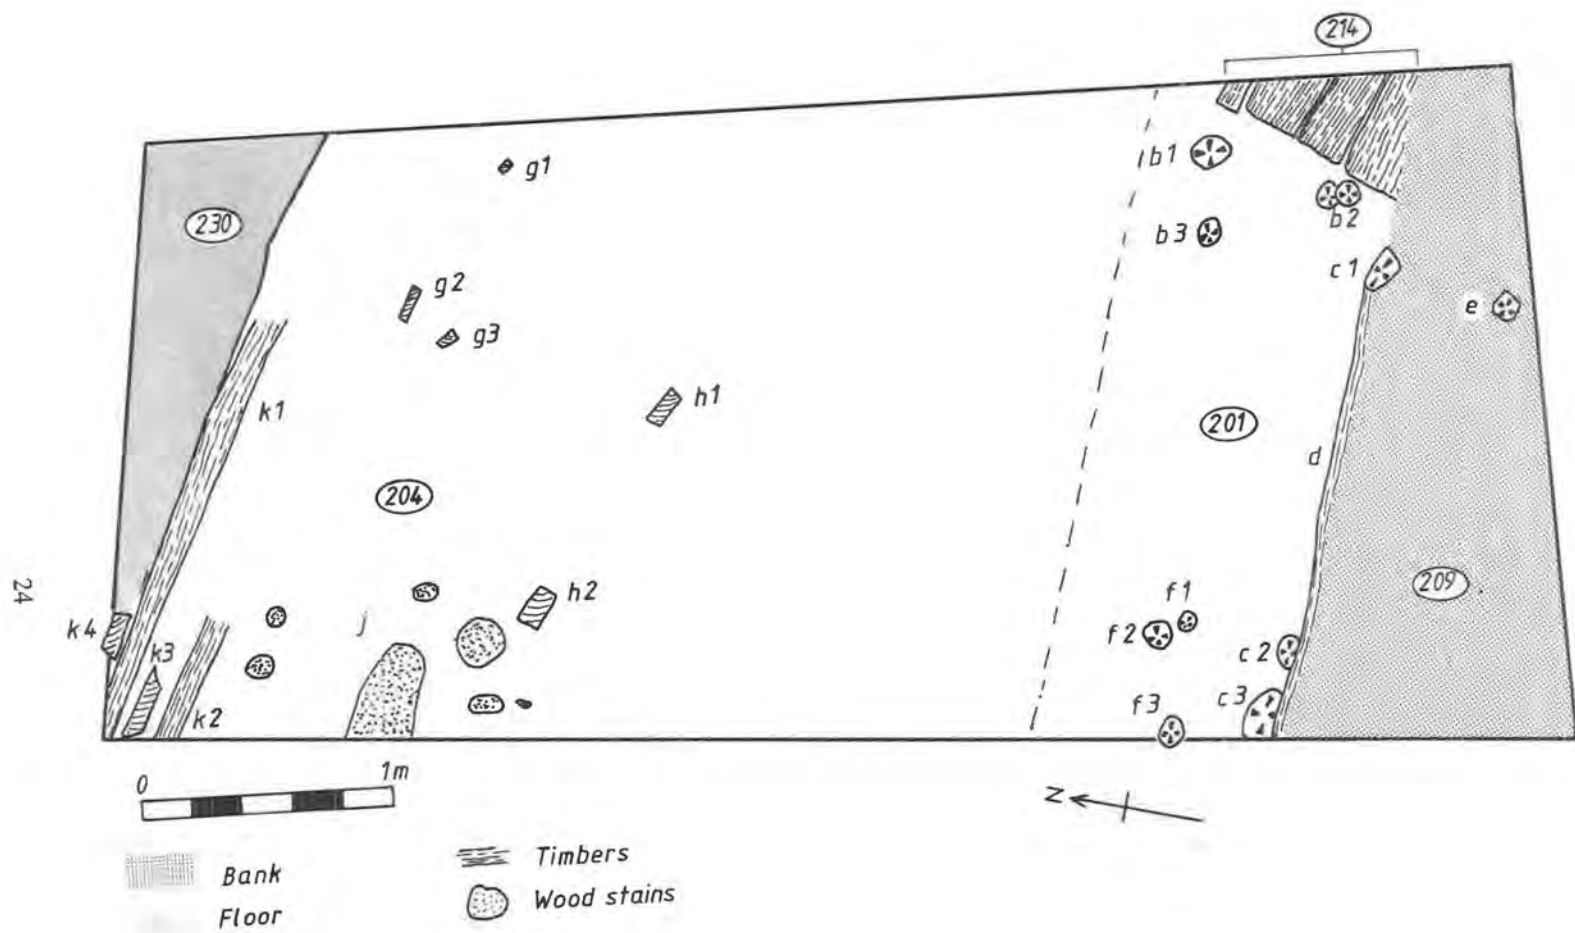 214
g1
b1
230
b2
b3
c1
g2
e
g3
h1
k1
201
d
204
24
209
h2
f1
j
k4
f2
k3
c2
c3
k2
f3
0 1m
N
Timbers
Bank
Wood stains
Floor